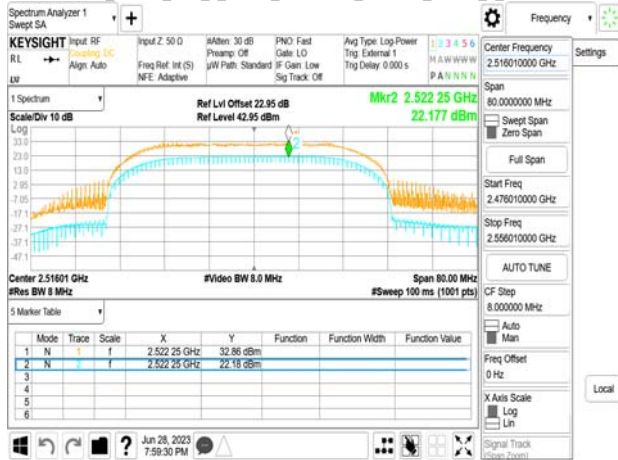 Spectrum Analyzer 1
Swept SA
Frequency
Settings
KEYSIGHT
RL
Input: RF
Coupling: DC
Align: Auto
Input Z: 50 Ω
Freq Ref: Int (S)
NFE: Adaptive
#Atten: 30 dB
Preamp: Off
µW Path: Standard
PNO: Fast
Gate: LO
IF Gain: Low
Sig Track: Off
Avg Type: Log-Power
Trig: External 1
Trig Delay: 0.000 s
1 2 3 4 5 6
M A W W W W
P A N N N N
1 Spectrum
Scale/Div 10 dB
Log
Ref Lvl Offset 22.95 dB
Ref Level 42.95 dBm
Mkr2 2.522 25 GHz
22.177 dBm
33.0
23.0
13.0
2.95
-7.05
-17.1
-27.1
-37.1
-47.1
2
Center 2.51601 GHz
#Res BW 8 MHz
#Video BW 8.0 MHz
Span 80.00 MHz
#Sweep 100 ms (1001 pts)
5 Marker Table
Mode Trace Scale X Y Function Function Width Function Value
1 N 1 f 2.522 25 GHz 32.86 dBm
2 N 2 f 2.522 25 GHz 22.18 dBm
3
4
5
6
Jun 28, 2023
7:59:30 PM
Center Frequency
2.516010000 GHz
Span
80.0000000 MHz
Swept Span
Zero Span
Full Span
Start Freq
2.476010000 GHz
Stop Freq
2.556010000 GHz
AUTO TUNE
CF Step
8.000000 MHz
Auto
Man
Freq Offset
0 Hz
X Axis Scale
Log
Lin
Signal Track
(Span Zoom)
Local